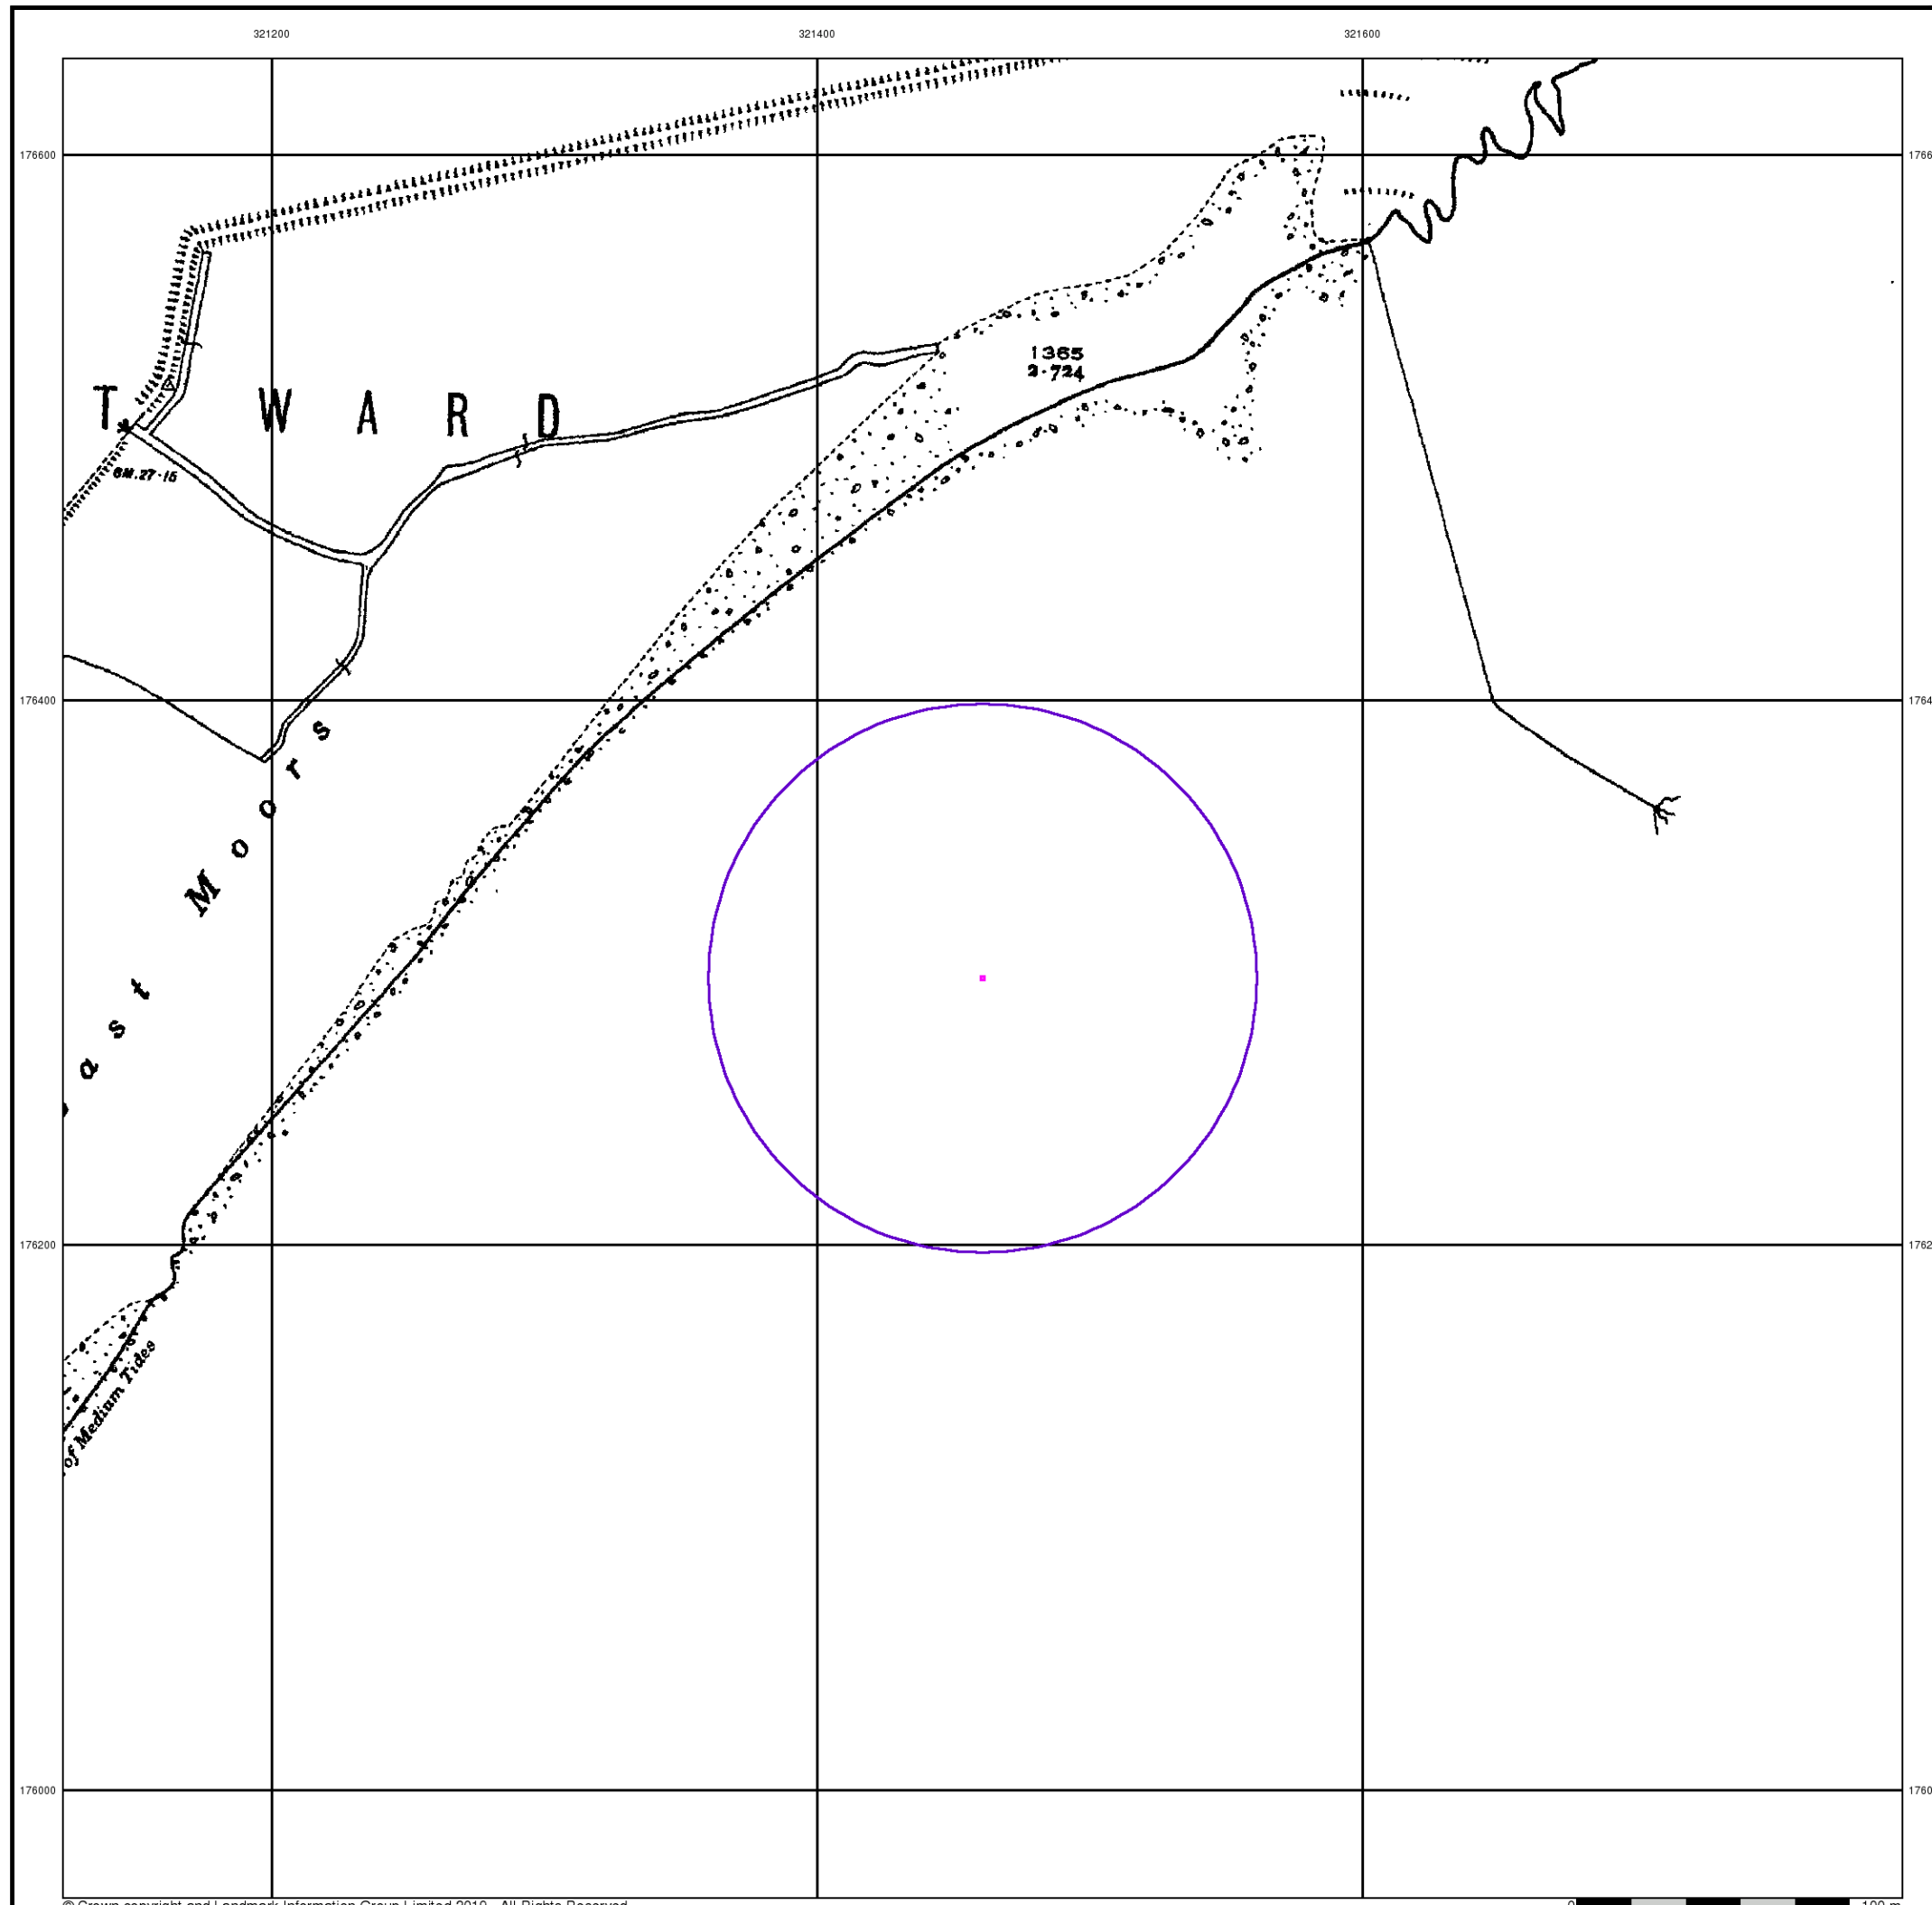 321200 321400 321600
176600
1365
2·724
T WARD
BM.27·15
176400
ast Moors
176200
of Medium Tides
176000
© Crown copyright and Landmark Information Group Limited 2019. All Rights Reserved.
0 100 m